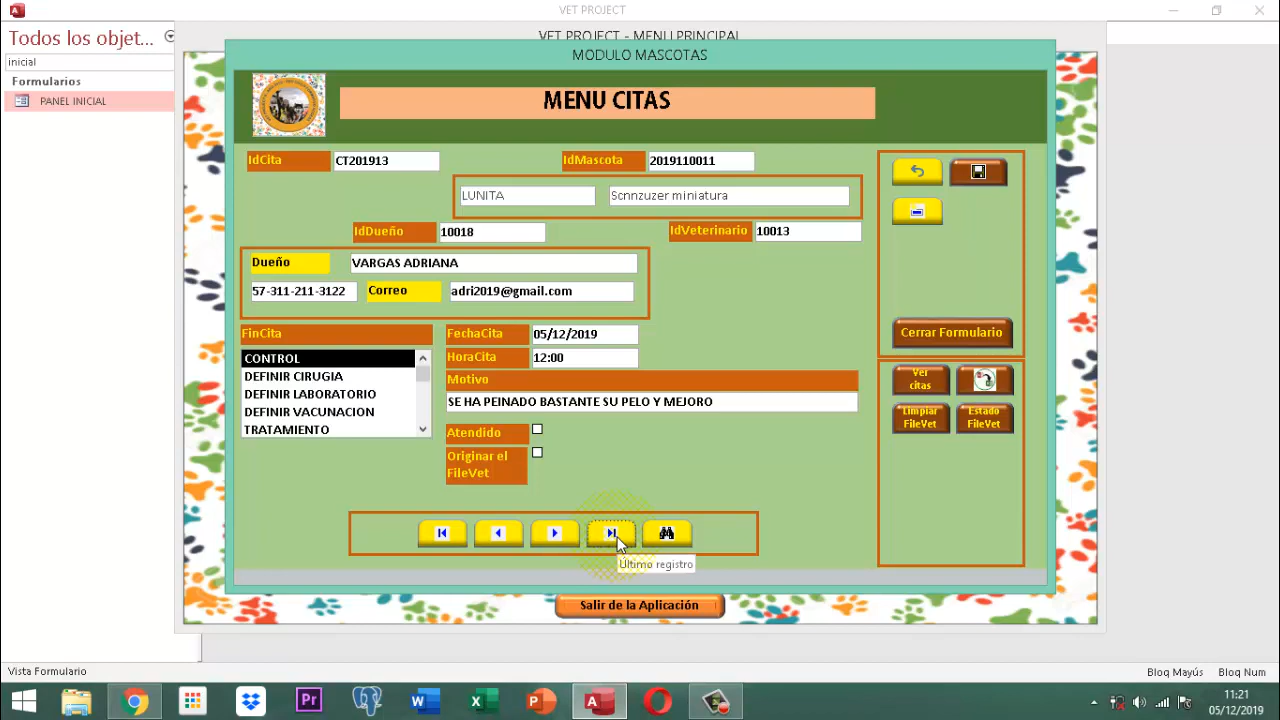 VET PROJECT
Todos los objet...
inicial
Formularios
PANEL INICIAL
VET PROJECT - MENU PRINCIPAL
MODULO MASCOTAS
MENU CITAS
IdCita CT201913 IdMascota 2019110011
LUNITA Scnnzuzer miniatura
IdDueño 10018 IdVeterinario 10013
Dueño VARGAS ADRIANA
57-311-211-3122 Correo adri2019@gmail.com
FinCita
CONTROL
DEFINIR CIRUGIA
DEFINIR LABORATORIO
DEFINIR VACUNACION
TRATAMIENTO
FechaCita 05/12/2019
HoraCita 12:00
Motivo
SE HA PEINADO BASTANTE SU PELO Y MEJORO
Atendido
Originar el
FileVet
Cerrar Formulario
Ver
citas
Limpiar
FileVet
Estado
FileVet
Último registro
Salir de la Aplicación
Vista Formulario
Bloq Mayús Bloq Num
Pr
11:21
05/12/2019